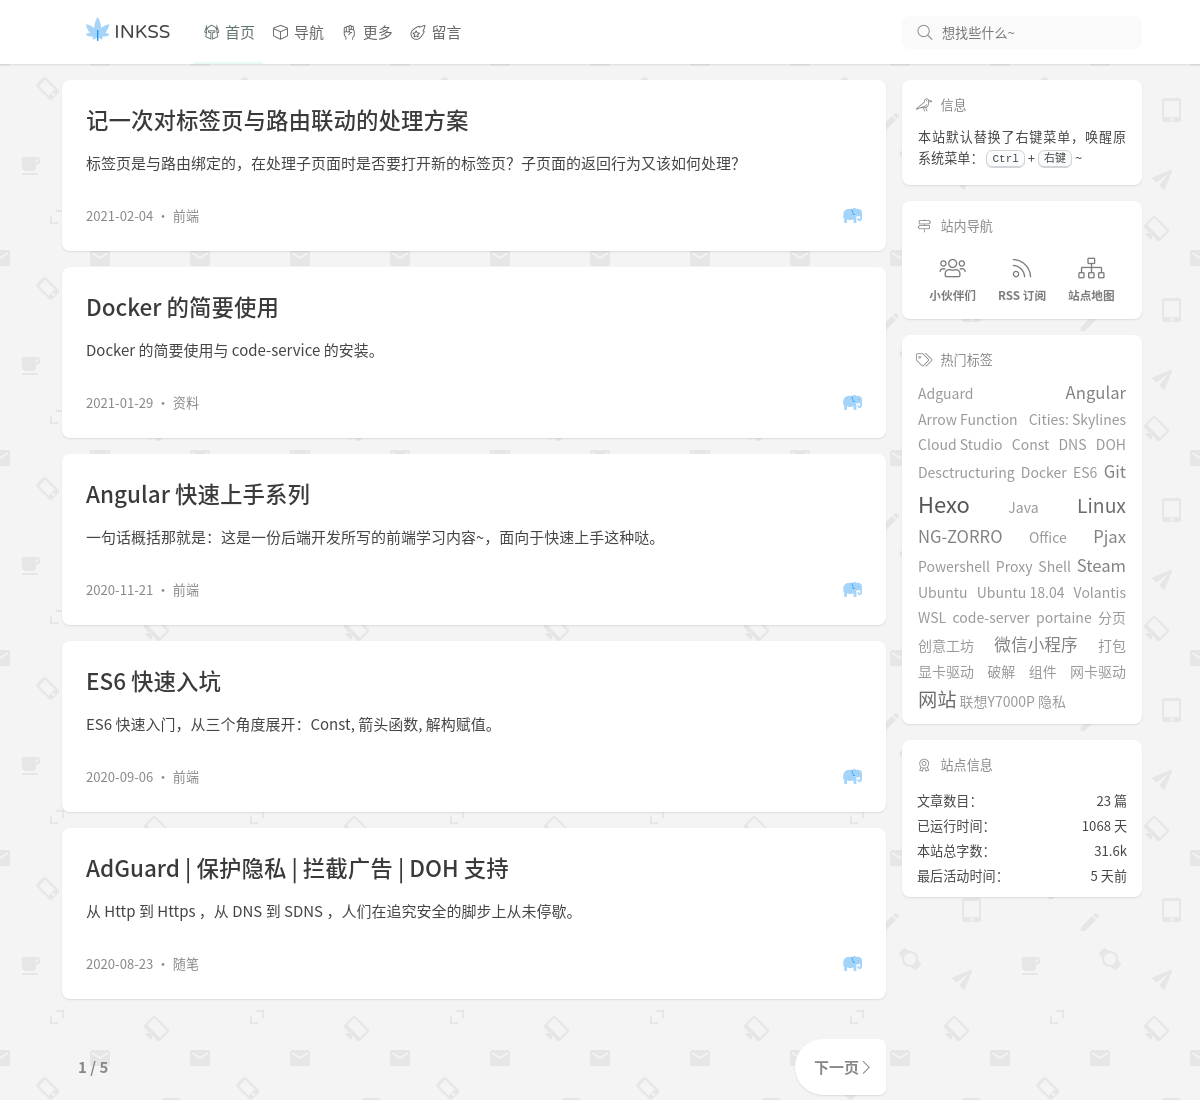 INKSS 首页 导航 更多 留言 想找些什么~
记一次对标签页与路由联动的处理方案
标签页是与路由绑定的，在处理子页面时是否要打开新的标签页？子页面的返回行为又该如何处理？
2021-02-04 • 前端
Docker 的简要使用
Docker 的简要使用与 code-service 的安装。
2021-01-29 • 资料
Angular 快速上手系列
一句话概括那就是：这是一份后端开发所写的前端学习内容~，面向于快速上手这种哒。
2020-11-21 • 前端
ES6 快速入坑
ES6 快速入门，从三个角度展开：Const, 箭头函数, 解构赋值。
2020-09-06 • 前端
AdGuard | 保护隐私 | 拦截广告 | DOH 支持
从 Http 到 Https ，从 DNS 到 SDNS ，人们在追究安全的脚步上从未停歇。
2020-08-23 • 随笔
1 / 5
下一页
信息
本站默认替换了右键菜单，唤醒原
系统菜单： Ctrl + 右键 ~
站内导航
小伙伴们 RSS 订阅 站点地图
热门标签
Adguard Angular
Arrow Function Cities: Skylines
Cloud Studio Const DNS DOH
Desctructuring Docker ES6 Git
Hexo Java Linux
NG-ZORRO Office Pjax
Powershell Proxy Shell Steam
Ubuntu Ubuntu 18.04 Volantis
WSL code-server portaine 分页
创意工坊 微信小程序 打包
显卡驱动 破解 组件 网卡驱动
网站 联想Y7000P 隐私
站点信息
文章数目： 23 篇
已运行时间： 1068 天
本站总字数： 31.6k
最后活动时间： 5 天前